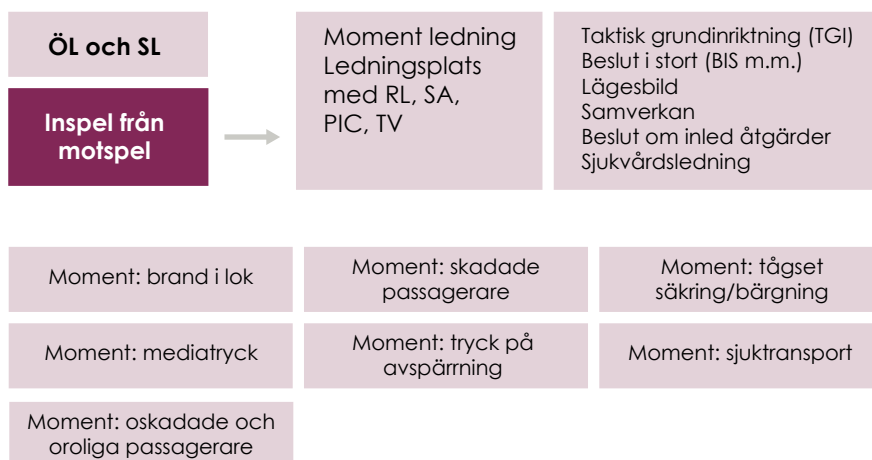 ÖL och SL
Inspel från
motspel
Moment ledning
Ledningsplats
med RL, SA,
PIC, TV
Taktisk grundinriktning (TGI)
Beslut i stort (BIS m.m.)
Lägesbild
Samverkan
Beslut om inled åtgärder
Sjukvårdsledning
Moment: brand i lok
Moment: skadade
passagerare
Moment: tågset
säkring/bärgning
Moment: mediatryck
Moment: tryck på
avspärrning
Moment: sjuktransport
Moment: oskadade och
oroliga passagerare